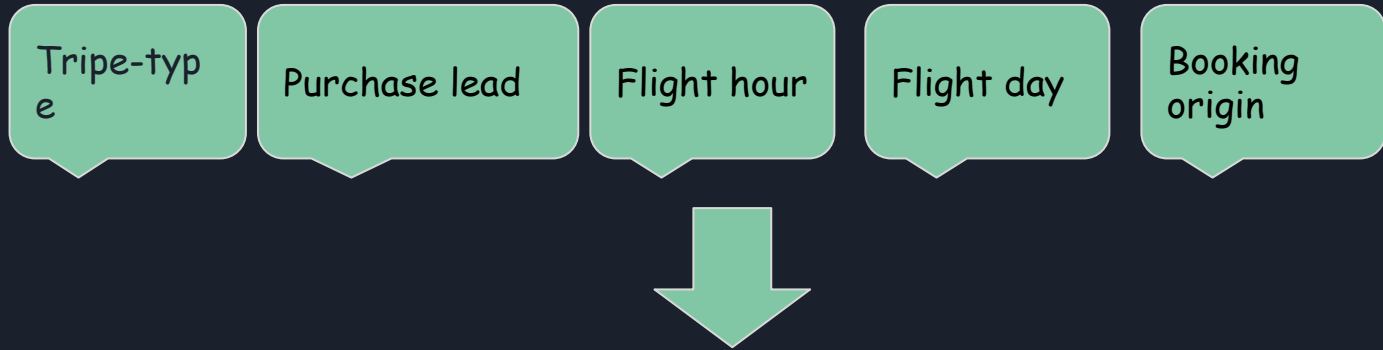 Tripe-typ
e
Purchase lead
Flight hour
Flight day
Booking
origin